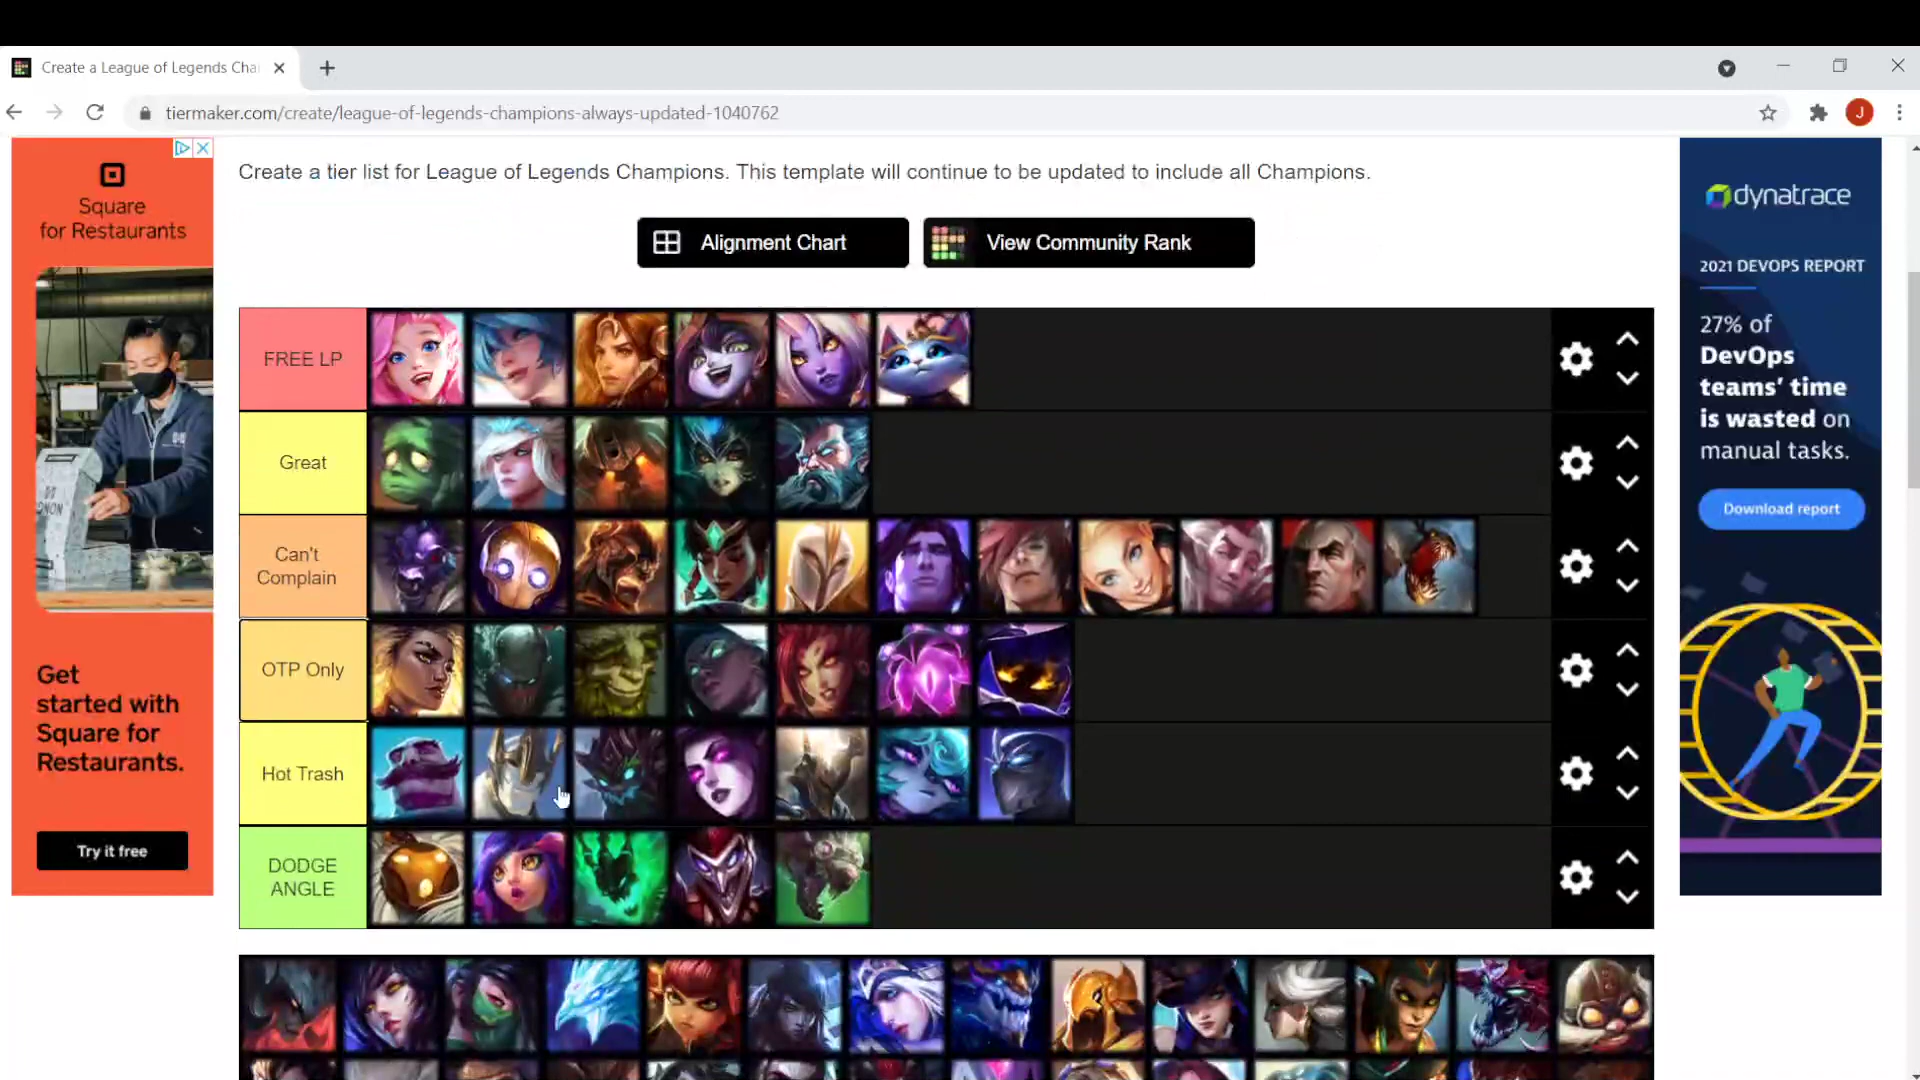 Create a League of Legends Cha
tiermaker.com/create/league-of-legends-champions-always-updated-1040762
J
Create a tier list for League of Legends Champions. This template will continue to be updated to include all Champions.
Alignment Chart
View Community Rank
FREE LP
Great
Can't
Complain
OTP Only
Hot Trash
DODGE
ANGLE
Square
for Restaurants
Get
started with
Square for
Restaurants.
Try it free
dynatrace
2021 DEVOPS REPORT
27% of
DevOps
teams' time
is wasted on
manual tasks.
Download report